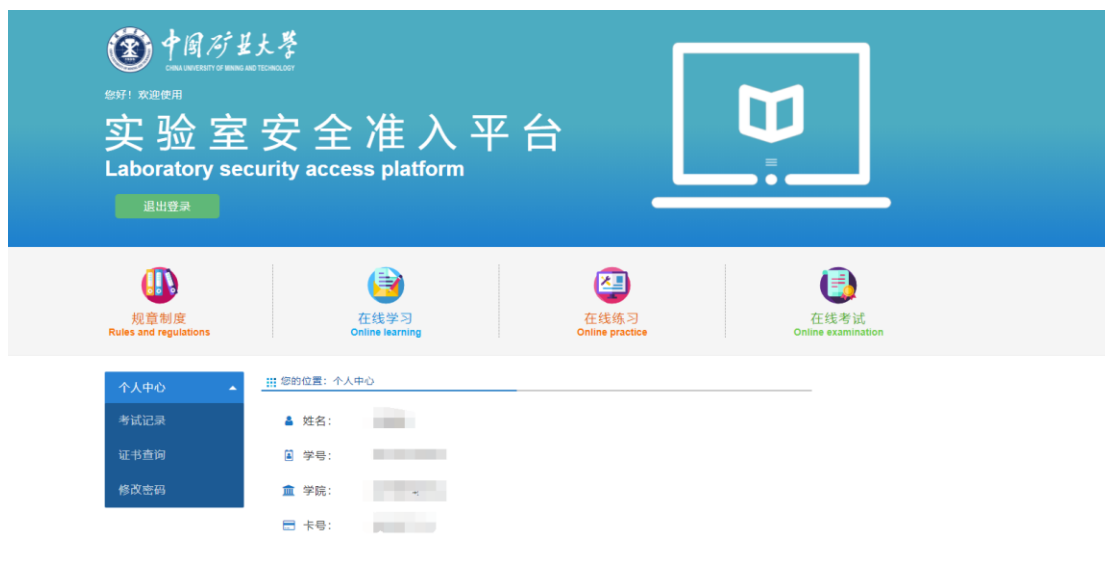 中国矿业大学
CHINA UNIVERSITY OF MINING AND TECHNOLOGY
您好！欢迎使用
实验室安全准入平台
Laboratory security access platform
退出登录
规章制度
Rules and regulations
在线学习
Online learning
在线练习
Online practice
在线考试
Online examination
个人中心
考试记录
证书查询
修改密码
您的位置：个人中心
姓名：
学号：
学院：
卡号：